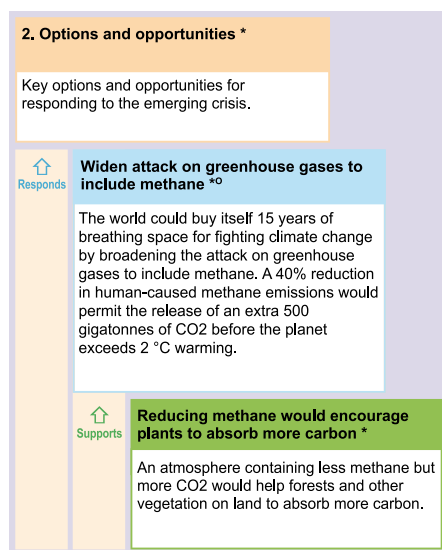 2. Options and opportunities *
Key options and opportunities for
responding to the emerging crisis.
Responds
Widen attack on greenhouse gases to
include methane *º
The world could buy itself 15 years of
breathing space for fighting climate change
by broadening the attack on greenhouse
gases to include methane. A 40% reduction
in human-caused methane emissions would
permit the release of an extra 500
gigatonnes of CO2 before the planet
exceeds 2 °C warming.
Supports
Reducing methane would encourage
plants to absorb more carbon *
An atmosphere containing less methane but
more CO2 would help forests and other
vegetation on land to absorb more carbon.